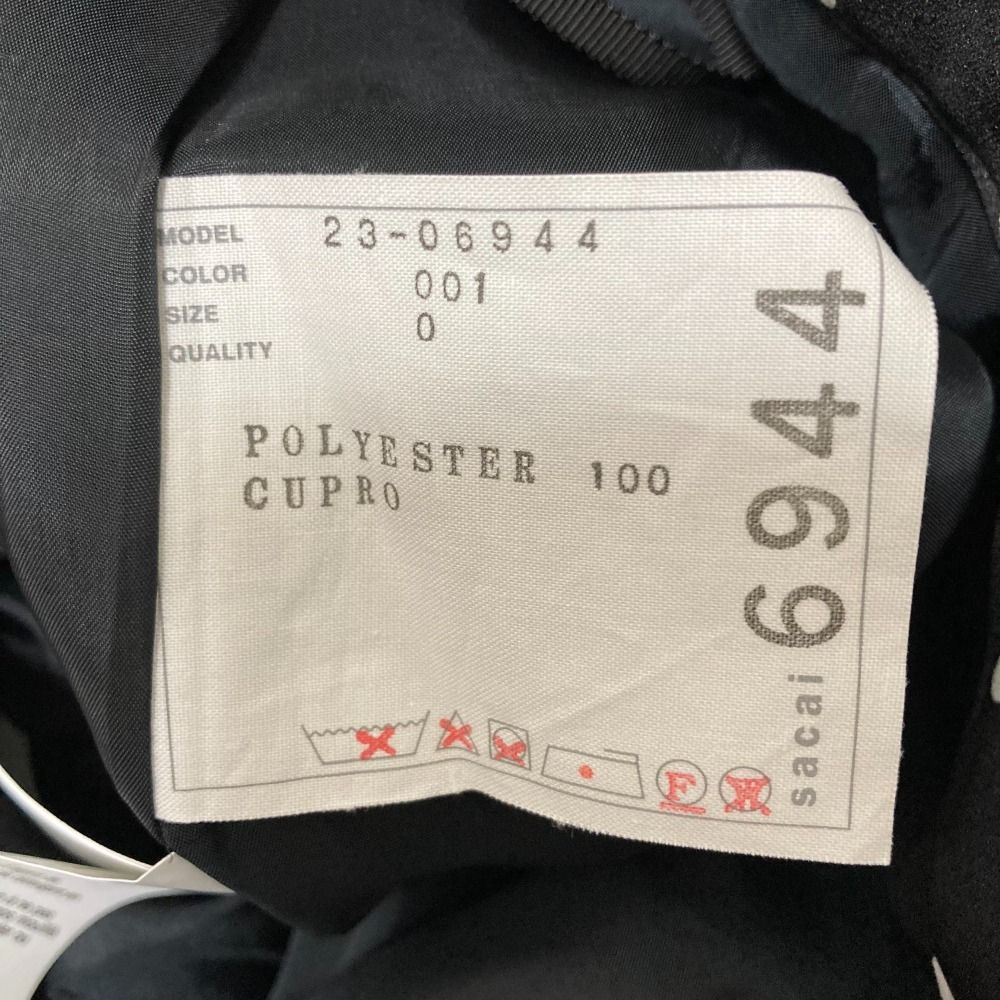 MODEL 23-06944
COLOR 001
SIZE 0
QUALITY
POLYESTER 100
CUPRO
F
W
sacai 6944